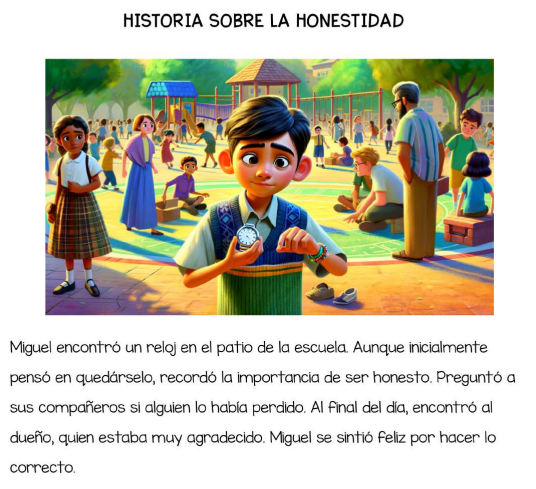 HISTORIA SOBRE LA HONESTIDAD
Miguel encontró un reloj en el patio de la escuela. Aunque inicialmente
pensó en quedárselo, recordó la importancia de ser honesto. Preguntó a
sus compañeros si alguien lo había perdido. Al final del día, encontró al
dueño, quien estaba muy agradecido. Miguel se sintió feliz por hacer lo
correcto.